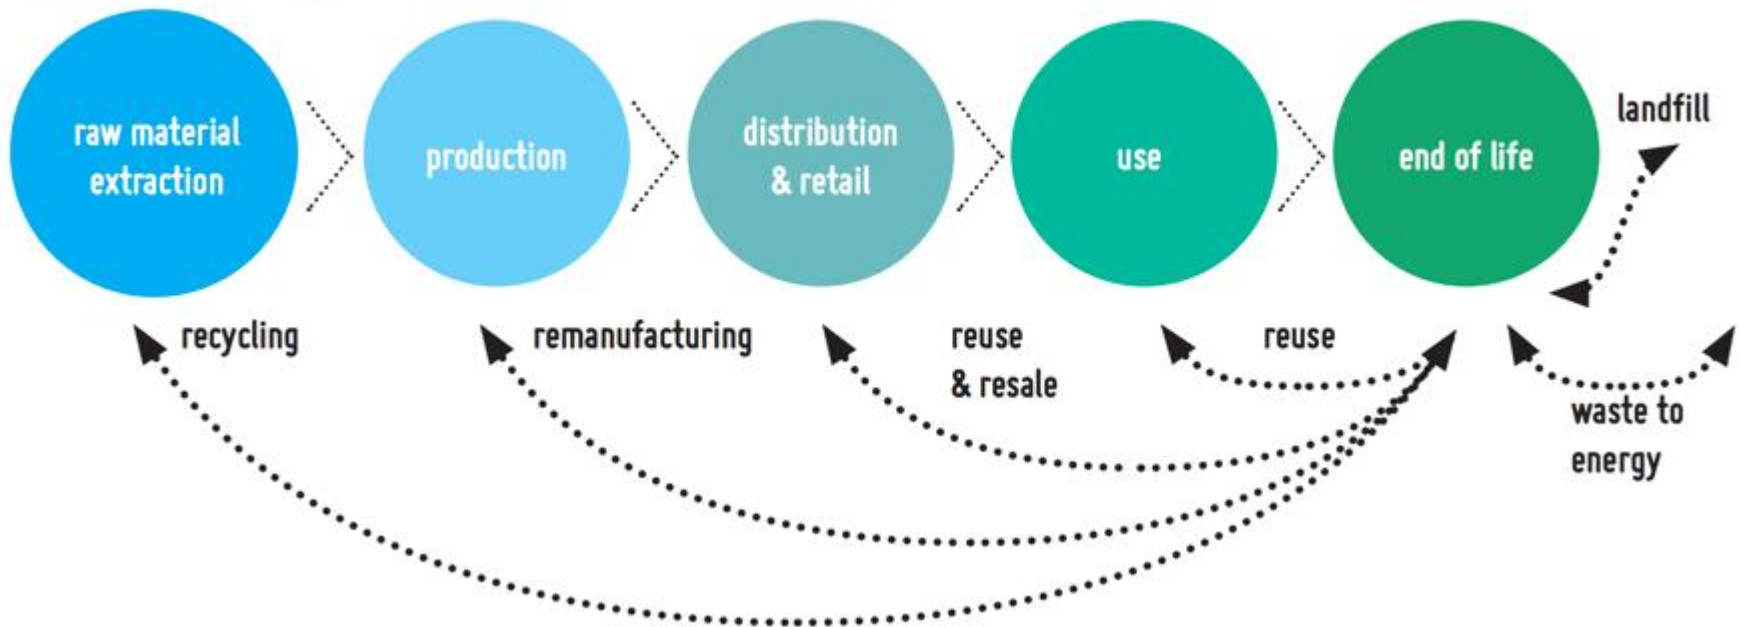 raw material
extraction
production
distribution
& retail
use
end of life
landfill
recycling
remanufacturing
reuse
& resale
reuse
waste to
energy